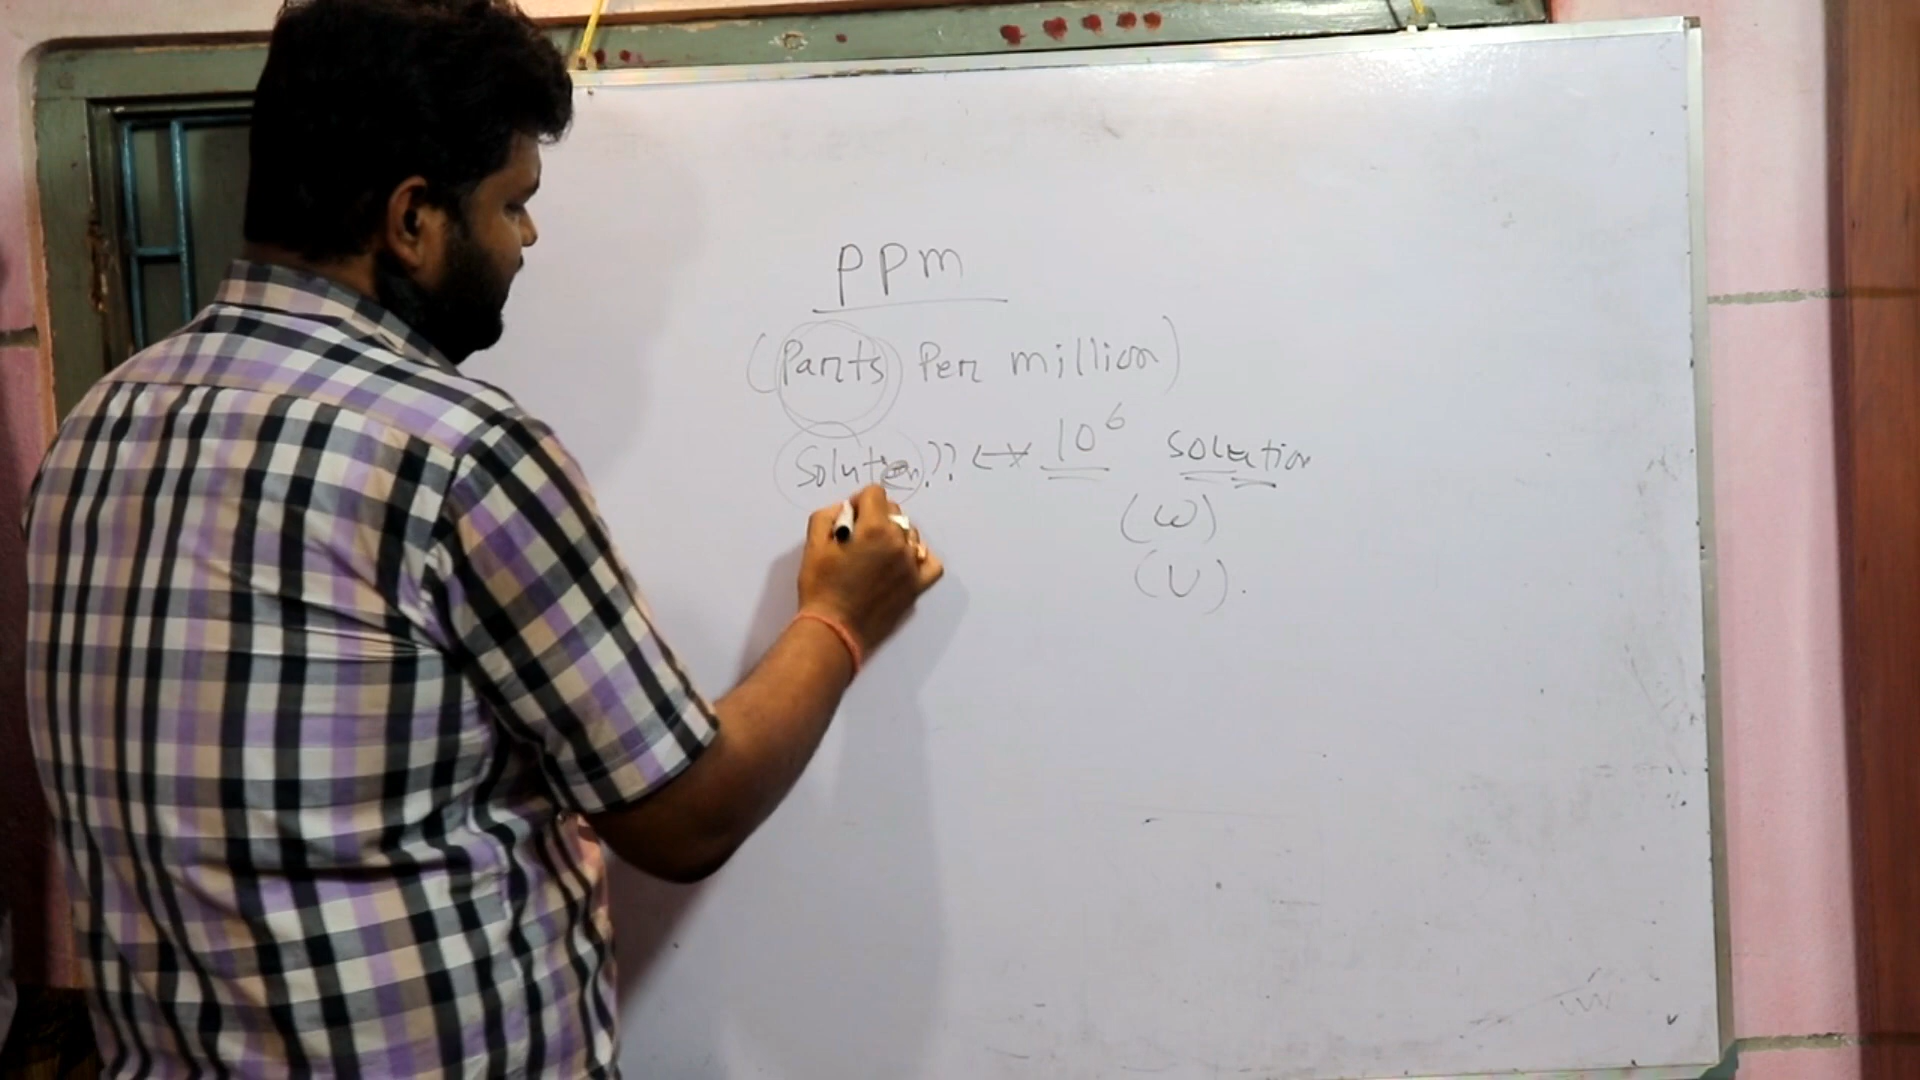 PPm
(Parts Per million)
Solution?? ↔ 10⁶ solution
(W)
(V).